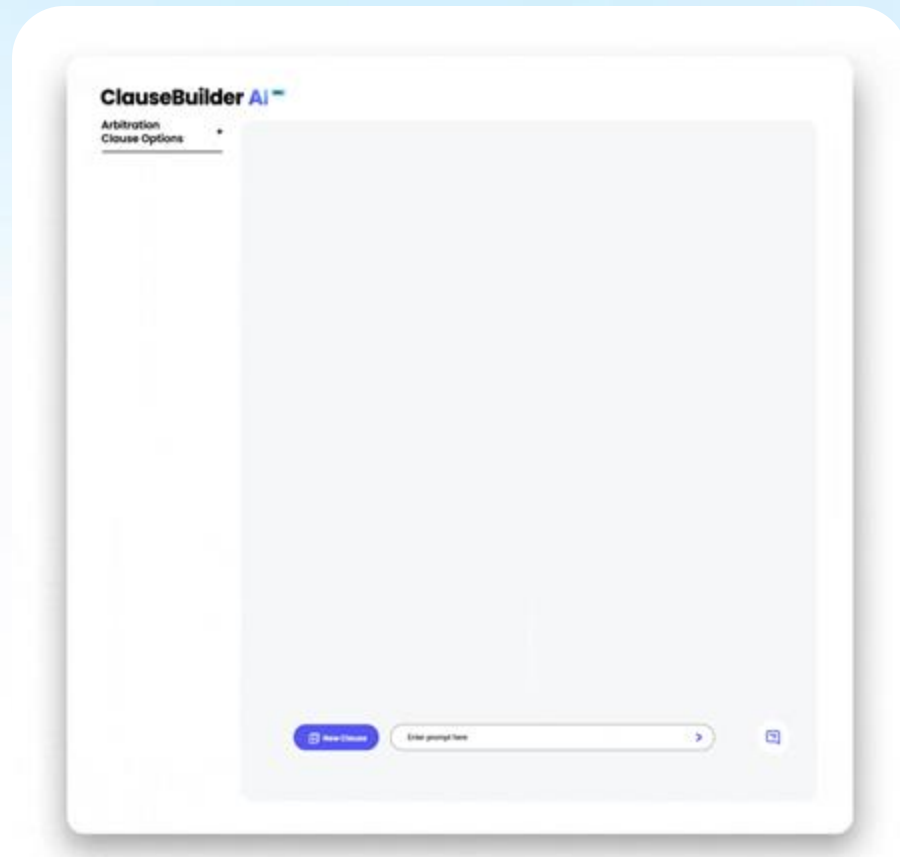 ClauseBuilder AI
Arbitration
Clause Options
New Clause
Enter prompt here